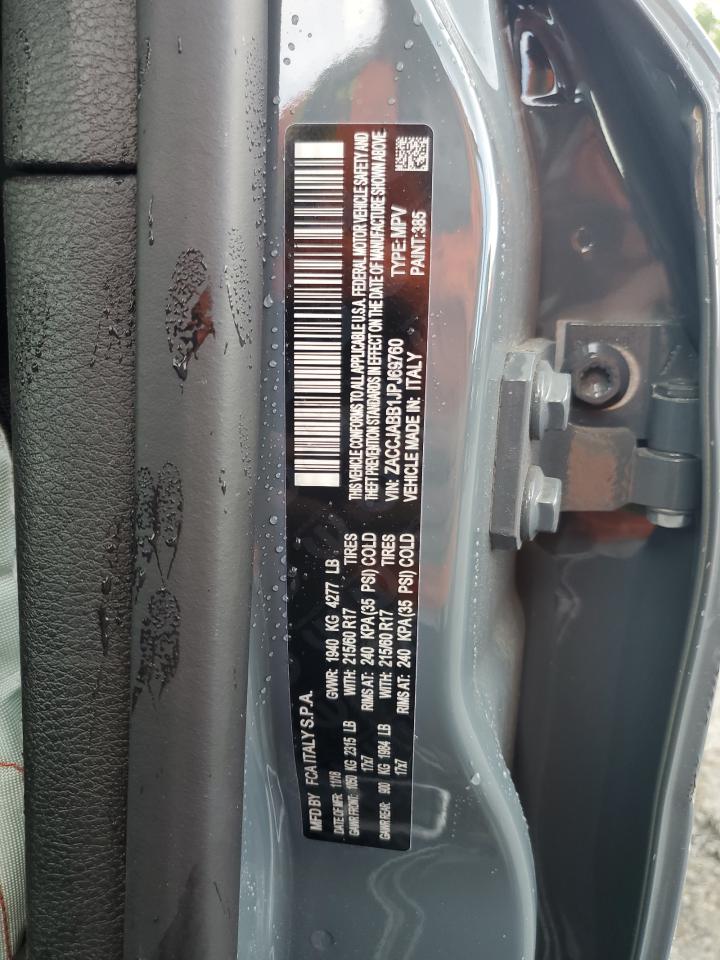 MFD BY FCA ITALY S.P.A.
DATE OF MFR: 11/18 GVWR: 1940 KG 4277 LB
GAWR FRONT: 1050 KG 2315 LB WITH: 215/60 R17 TIRES
17x7 RIMS AT: 240 KPA(35 PSI) COLD
GAWR REAR: 900 KG 1984 LB WITH: 215/60 R17 TIRES
17x7 RIMS AT: 240 KPA(35 PSI) COLD
THIS VEHICLE CONFORMS TO ALL APPLICABLE U.S.A. FEDERAL MOTOR VEHICLE SAFETY AND
THEFT PREVENTION STANDARDS IN EFFECT ON THE DATE OF MANUFACTURE SHOWN ABOVE.
VIN: ZACCJABB1JPJ69760 TYPE:MPV
VEHICLE MADE IN: ITALY PAINT:385